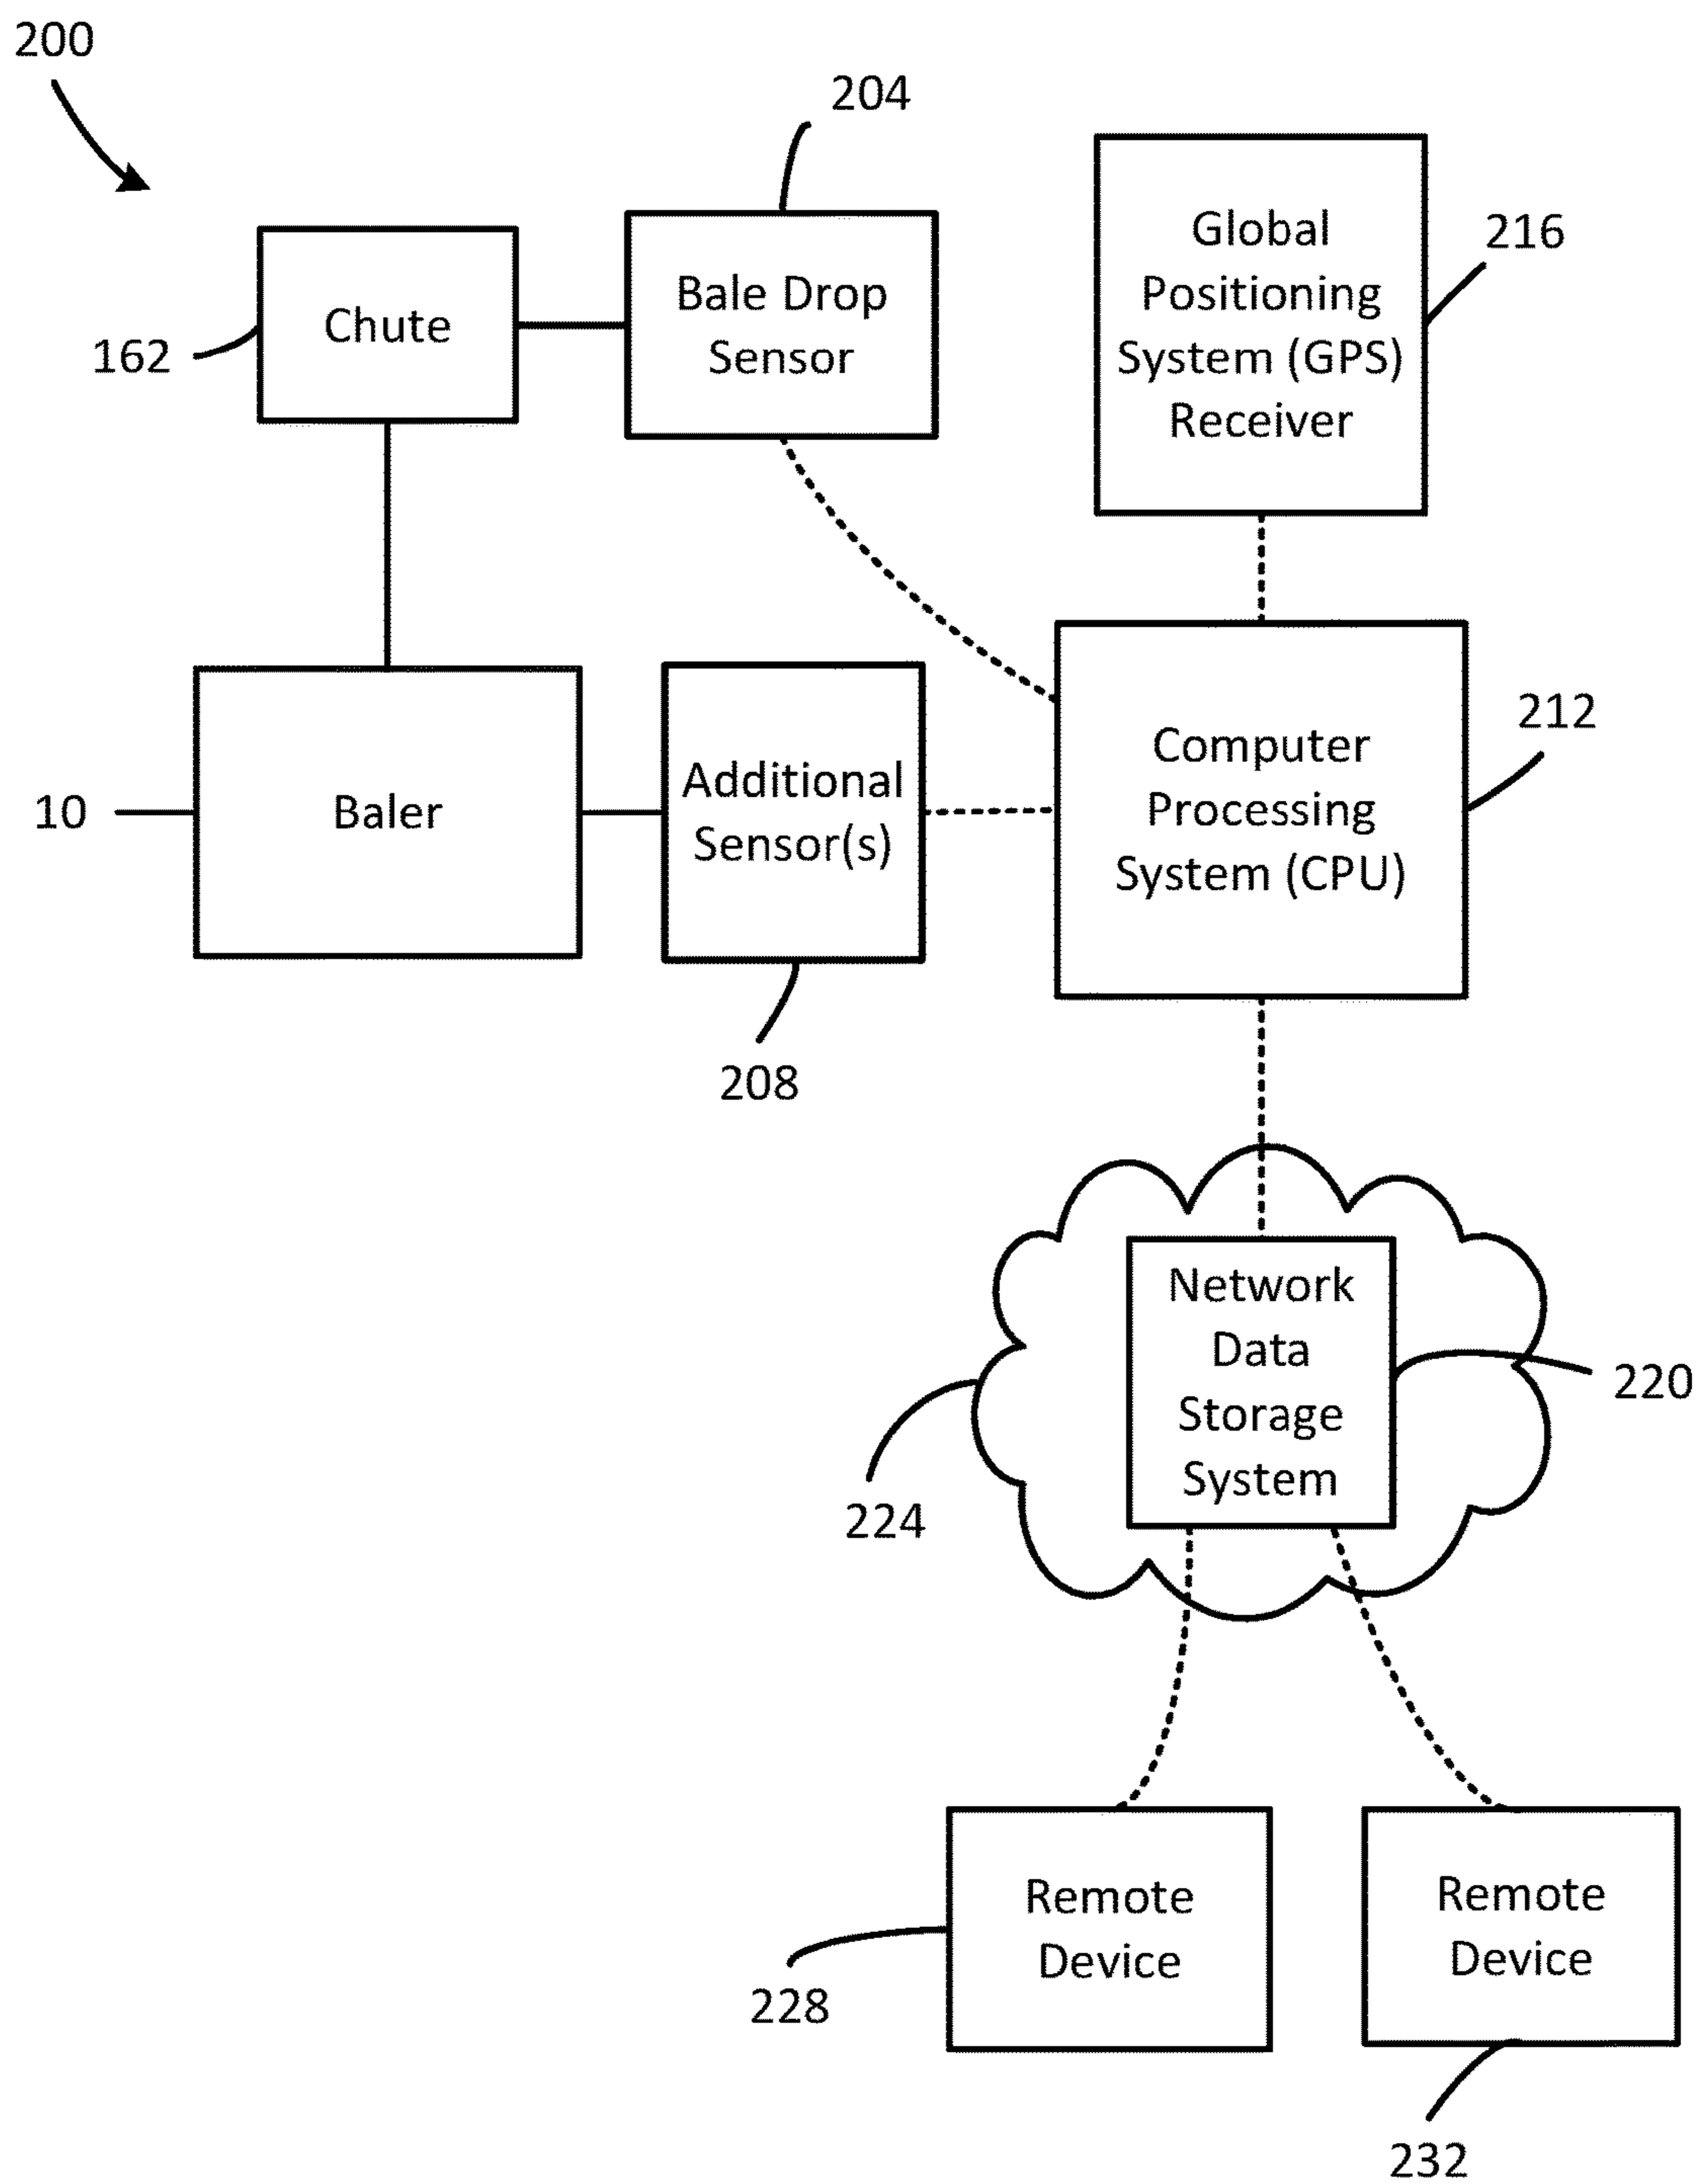 200
204
Global
Positioning
System (GPS)
Receiver
216
Chute
162
Bale Drop
Sensor
10
Baler
Additional
Sensor(s)
208
Computer
Processing
System (CPU)
212
Network
Data
Storage
System
220
224
Remote
Device
228
Remote
Device
232